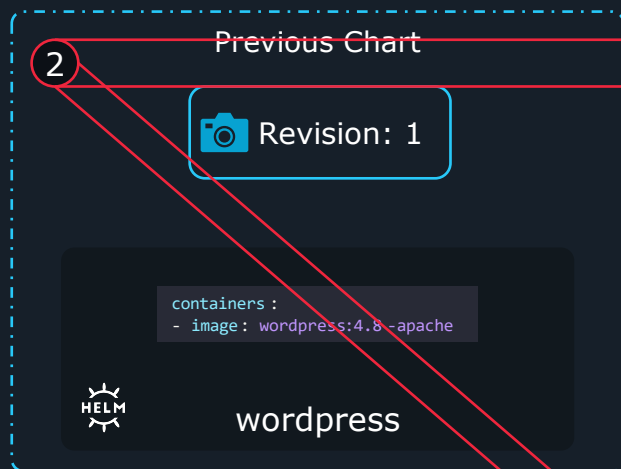 Previous Chart
2
Revision: 1
containers :
- image: wordpress:4.8-apache
HELM
wordpress